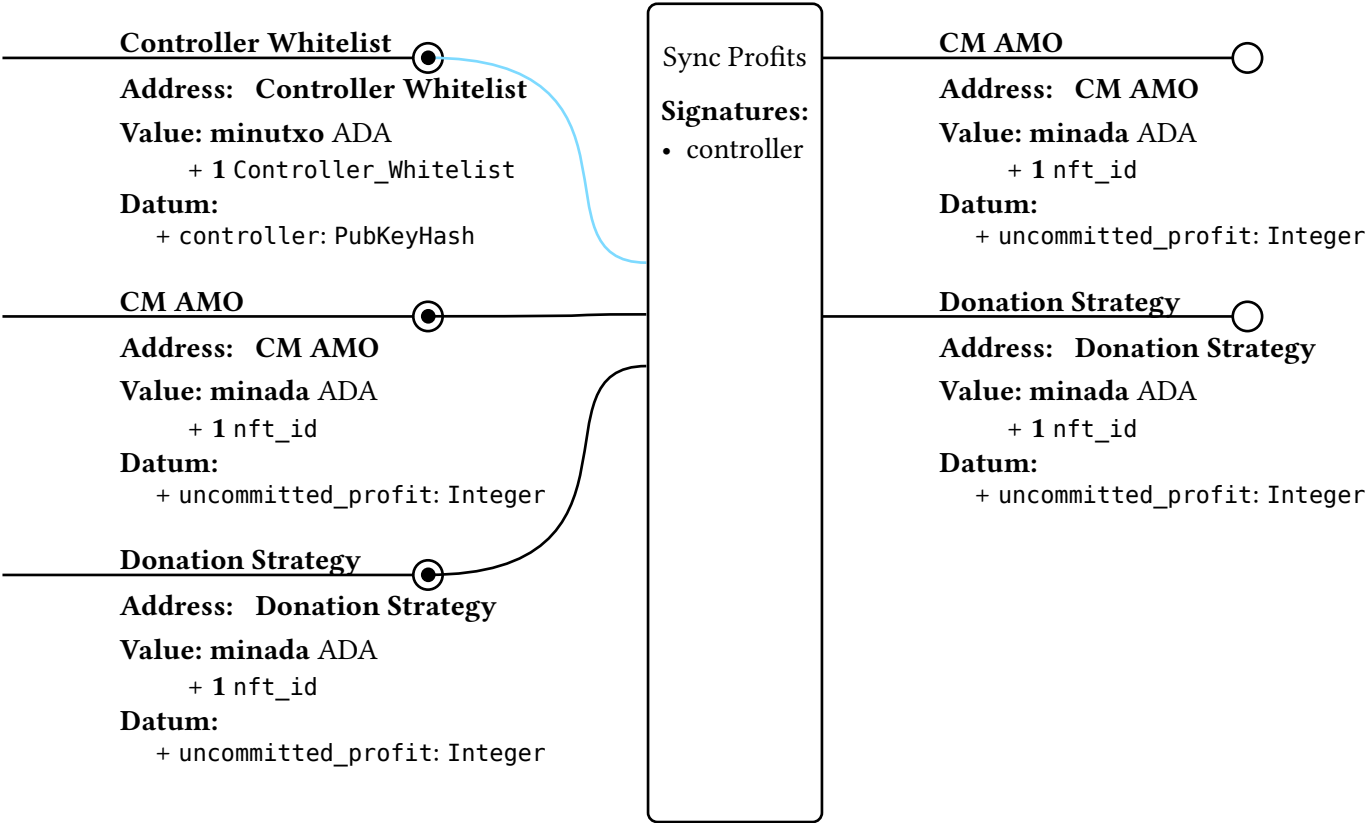 Controller Whitelist
Address: Controller Whitelist
Value: minutxo ADA
+ 1 Controller_Whitelist
Datum:
+ controller: PubKeyHash
CM AMO
Address: CM AMO
Value: minada ADA
+ 1 nft_id
Datum:
+ uncommitted_profit: Integer
Donation Strategy
Address: Donation Strategy
Value: minada ADA
+ 1 nft_id
Datum:
+ uncommitted_profit: Integer
Sync Profits
Signatures:
• controller
CM AMO
Address: CM AMO
Value: minada ADA
+ 1 nft_id
Datum:
+ uncommitted_profit: Integer
Donation Strategy
Address: Donation Strategy
Value: minada ADA
+ 1 nft_id
Datum:
+ uncommitted_profit: Integer